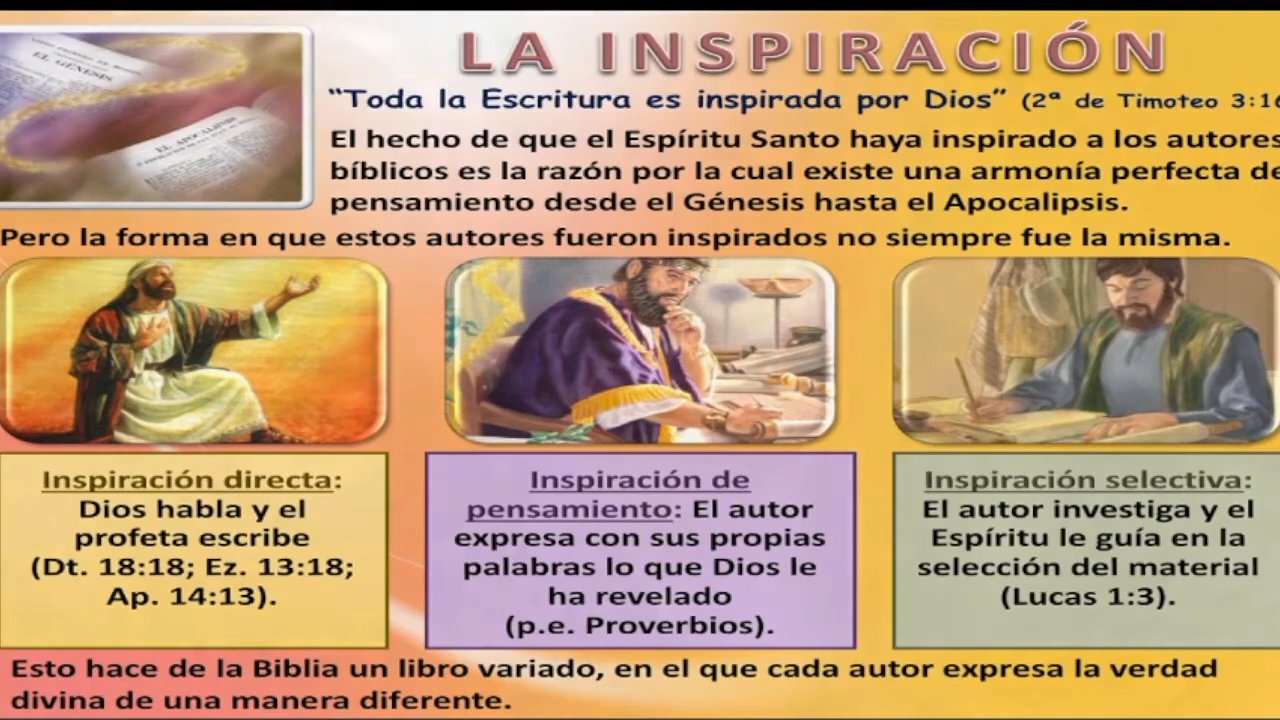 EL GÉNESIS
EL APOCALIPSIS
LA INSPIRACIÓN
“Toda la Escritura es inspirada por Dios” (2ª de Timoteo 3:16
El hecho de que el Espíritu Santo haya inspirado a los autores
bíblicos es la razón por la cual existe una armonía perfecta de
pensamiento desde el Génesis hasta el Apocalipsis.
Pero la forma en que estos autores fueron inspirados no siempre fue la misma.
Inspiración directa:
Dios habla y el
profeta escribe
(Dt. 18:18; Ez. 13:18;
Ap. 14:13).
Inspiración de
pensamiento: El autor
expresa con sus propias
palabras lo que Dios le
ha revelado
(p.e. Proverbios).
Inspiración selectiva:
El autor investiga y el
Espíritu le guía en la
selección del material
(Lucas 1:3).
Esto hace de la Biblia un libro variado, en el que cada autor expresa la verdad
divina de una manera diferente.